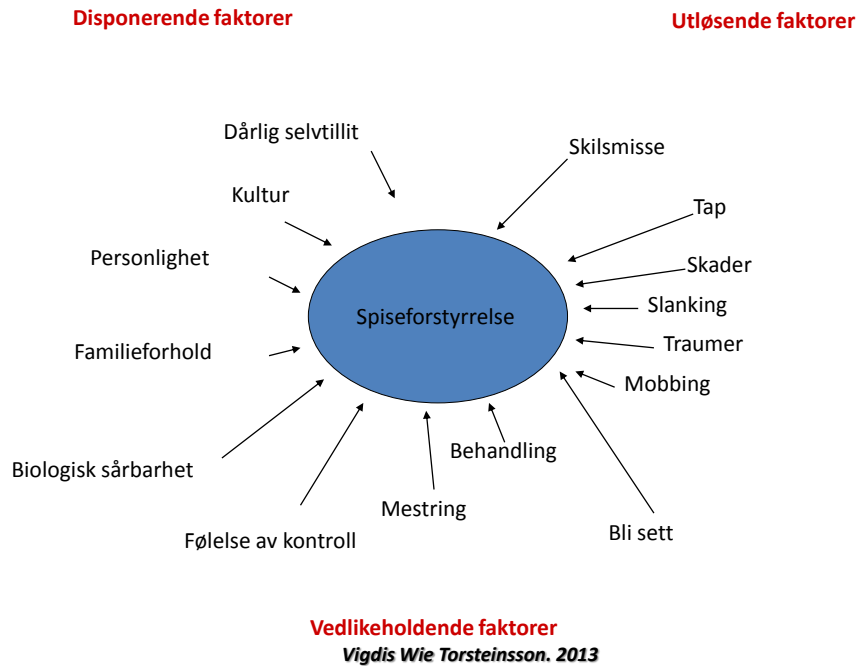 Disponerende faktorer
Utløsende faktorer
Dårlig selvtillit
Skilsmisse
Kultur
Tap
Personlighet
Skader
Slanking
Spiseforstyrrelse
Familieforhold
Traumer
Mobbing
Behandling
Biologisk sårbarhet
Mestring
Bli sett
Følelse av kontroll
Vedlikeholdende faktorer
Vigdis Wie Torsteinsson. 2013